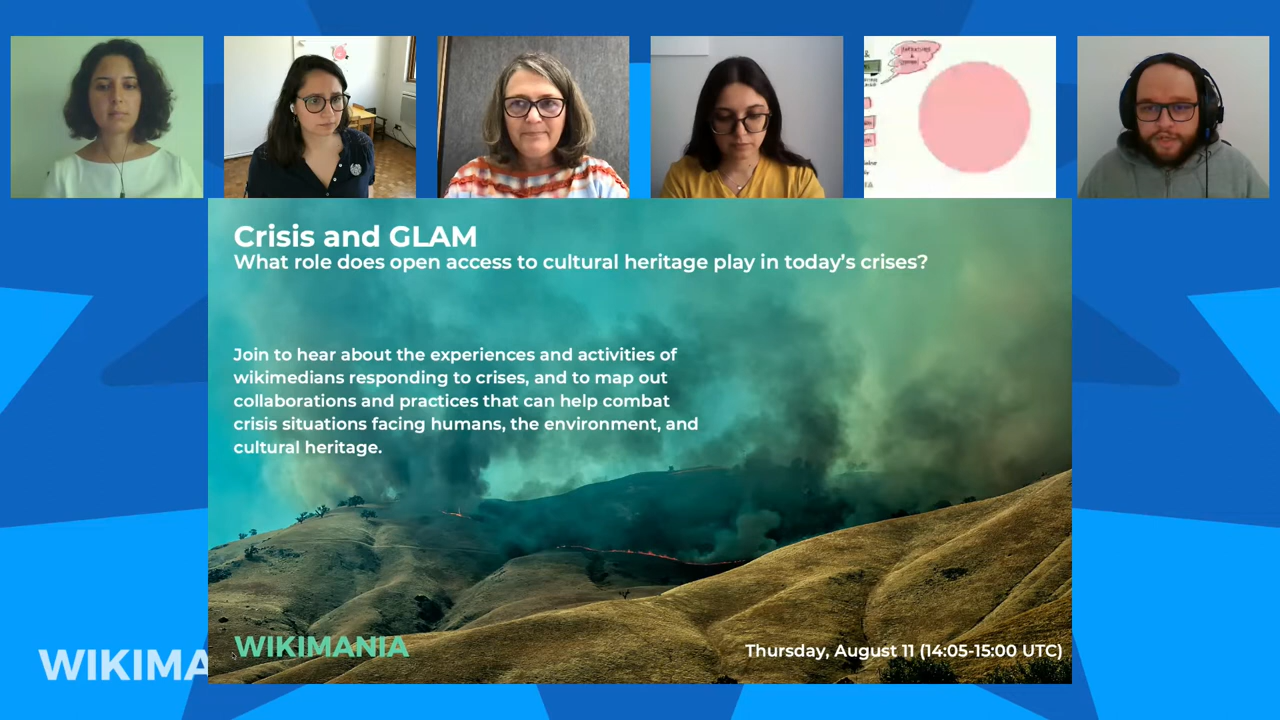 Crisis and GLAM
What role does open access to cultural heritage play in today’s crises?
Join to hear about the experiences and activities of
wikimedians responding to crises, and to map out
collaborations and practices that can help combat
crisis situations facing humans, the environment, and
cultural heritage.
WIKIMANIA
Thursday, August 11 (14:05-15:00 UTC)
WIKIMA